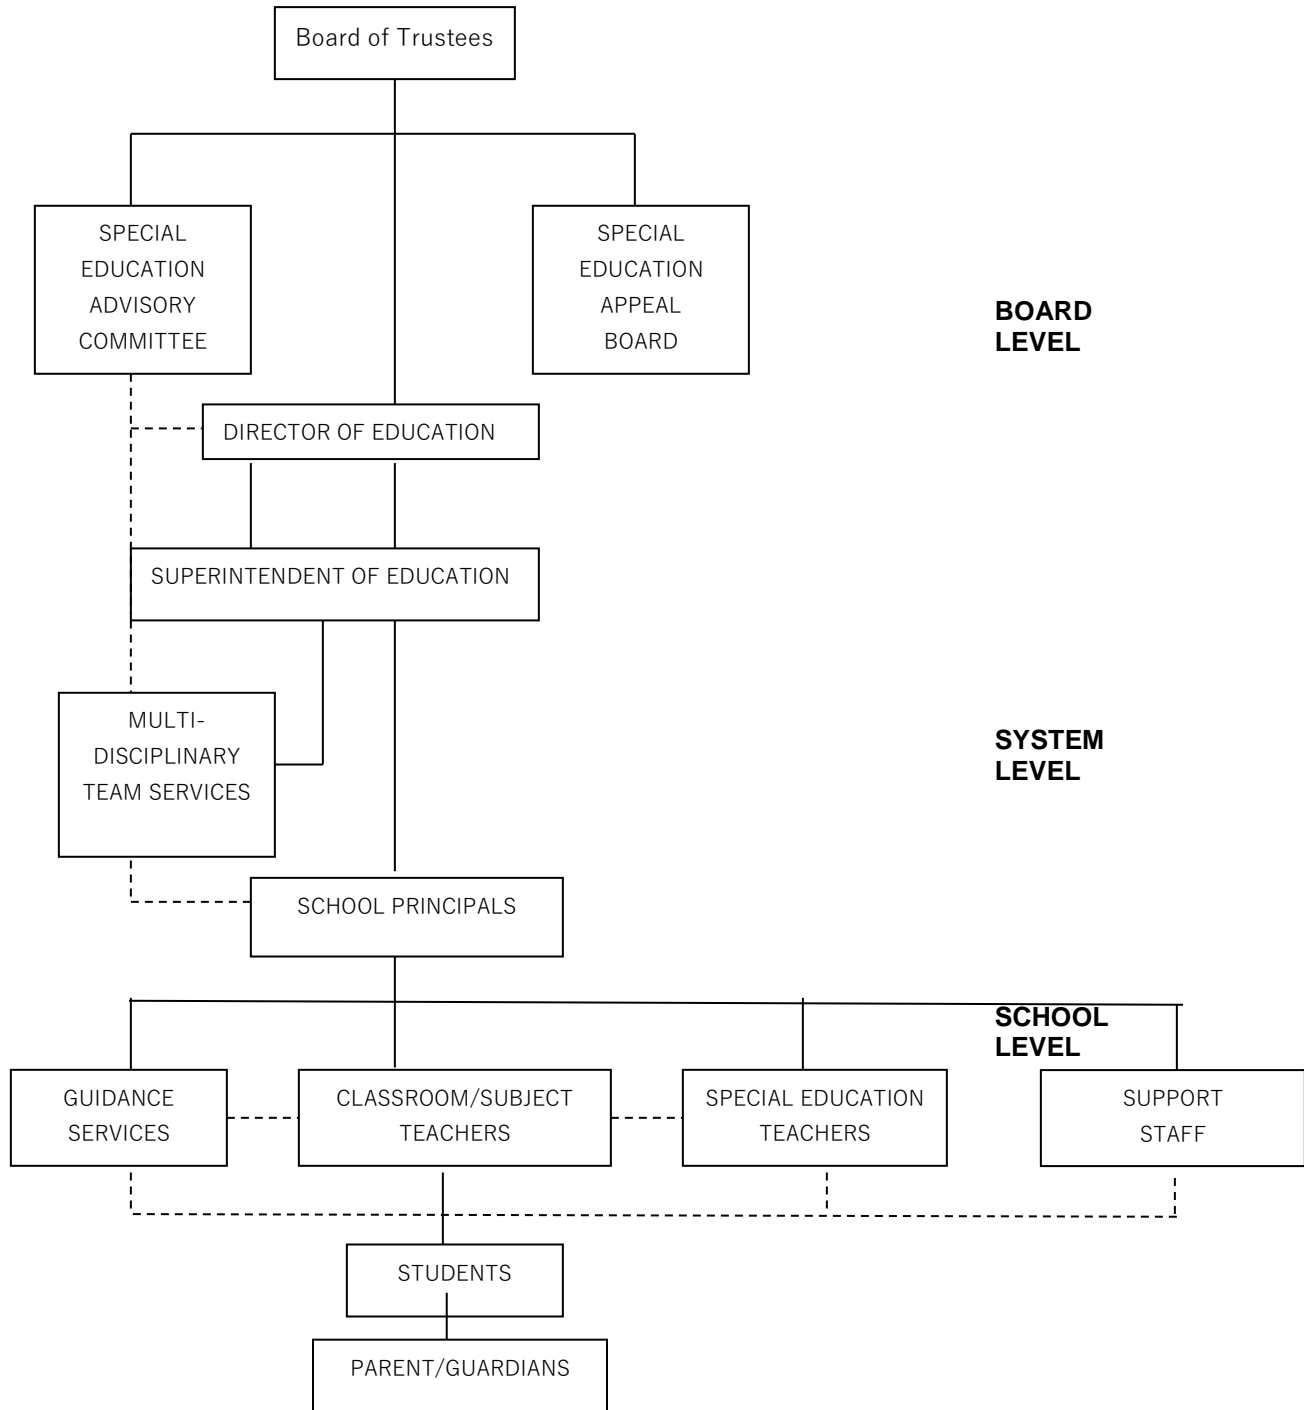 Board of Trustees
SPECIAL
EDUCATION
ADVISORY
COMMITTEE
SPECIAL
EDUCATION
APPEAL
BOARD
BOARD
LEVEL
DIRECTOR OF EDUCATION
SUPERINTENDENT OF EDUCATION
MULTI-
DISCIPLINARY
TEAM SERVICES
SYSTEM
LEVEL
SCHOOL PRINCIPALS
SCHOOL
LEVEL
GUIDANCE
SERVICES
CLASSROOM/SUBJECT
TEACHERS
SPECIAL EDUCATION
TEACHERS
SUPPORT
STAFF
STUDENTS
PARENT/GUARDIANS